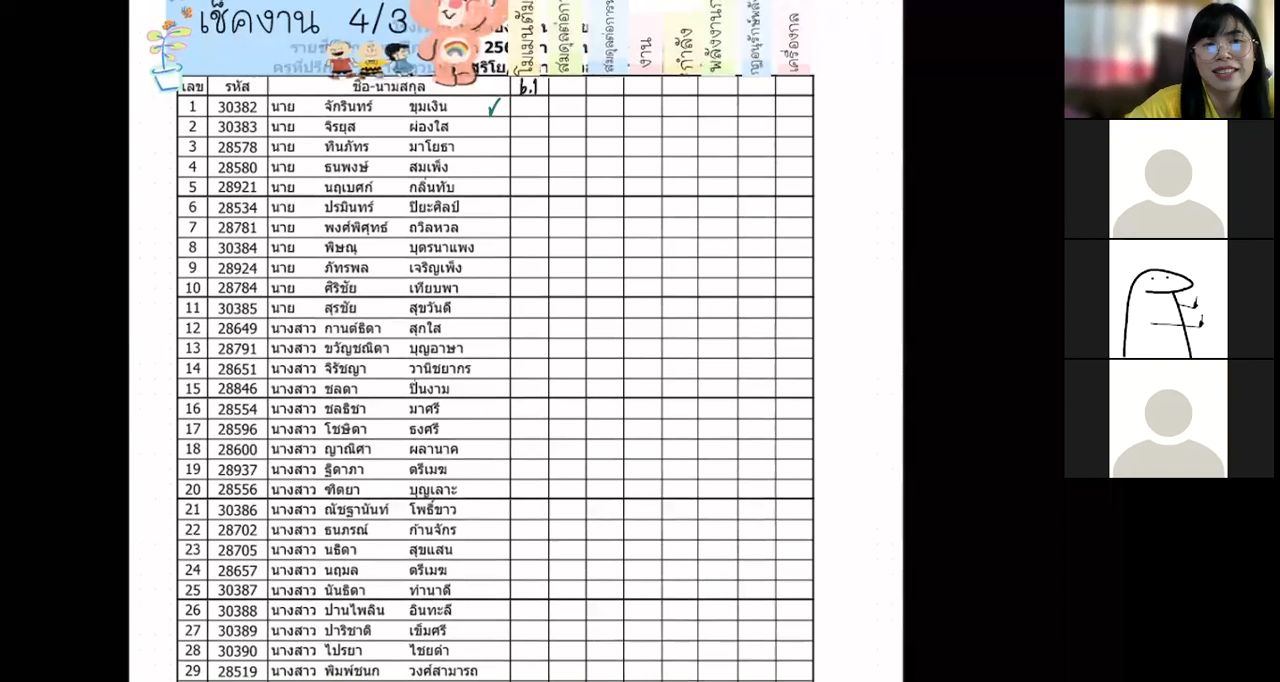 เช็คงาน 4/3
โมเมนตัม
งาน
กำลัง
เครื่องกล
เลข รหัส ชื่อ-นามสกุล 6.1
1 30382 นาย จักรินทร์ ขุมเงิน ✓
2 30383 นาย จิรยุส ผ่องใส
3 28578 นาย ทินภัทร มาโยธา
4 28580 นาย ธนพงษ์ สมเพ็ง
5 28921 นาย นฤเบศก์ กลิ่นทับ
6 28534 นาย ปรมินทร์ ปิยะศิลป์
7 28781 นาย พงศ์พิศุทธ์ ถวิลหวล
8 30384 นาย พิษณุ บุตรนาแพง
9 28924 นาย ภัทรพล เจริญเพ็ง
10 28784 นาย ศิริชัย เทียบพา
11 30385 นาย สุรชัย สุขวันดี
12 28649 นางสาว กานต์ธิดา สุกใส
13 28791 นางสาว ขวัญชณิดา บุญอาษา
14 28651 นางสาว จิรัชญา วานิชยากร
15 28846 นางสาว ชลดา ปิ่นงาม
16 28554 นางสาว ชลธิชา มาศรี
17 28596 นางสาว โชษิตา ธงศรี
18 28600 นางสาว ญาณิศา ผลานาค
19 28937 นางสาว ฐิดาภา ตรีเมฆ
20 28556 นางสาว ฑิตยา บุญเลาะ
21 30386 นางสาว ณัชฐานันท์ โพธิ์ขาว
22 28702 นางสาว ธนภรณ์ ก้านจักร
23 28705 นางสาว นธิดา สุขแสน
24 28657 นางสาว นฤมล ตรีเมฆ
25 30387 นางสาว นันธิดา ทำนาดี
26 30388 นางสาว ปานไพลิน อินทะลี
27 30389 นางสาว ปาริชาติ เข็มศรี
28 30390 นางสาว ไปรยา ไชยดำ
29 28519 นางสาว พิมพ์ชนก วงศ์สามารถ